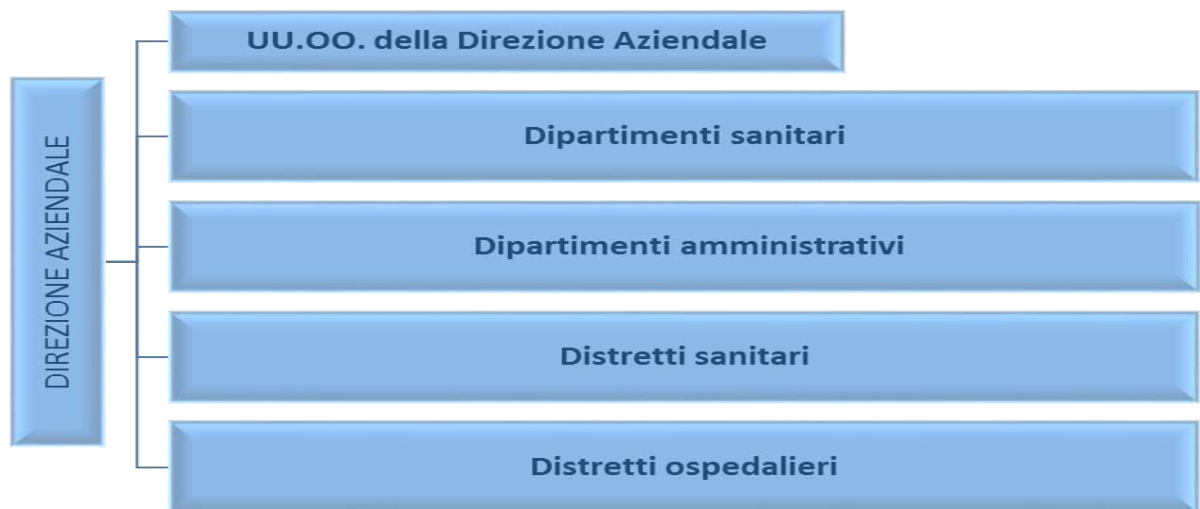 DIREZIONE AZIENDALE
UU.OO. della Direzione Aziendale
Dipartimenti sanitari
Dipartimenti amministrativi
Distretti sanitari
Distretti ospedalieri